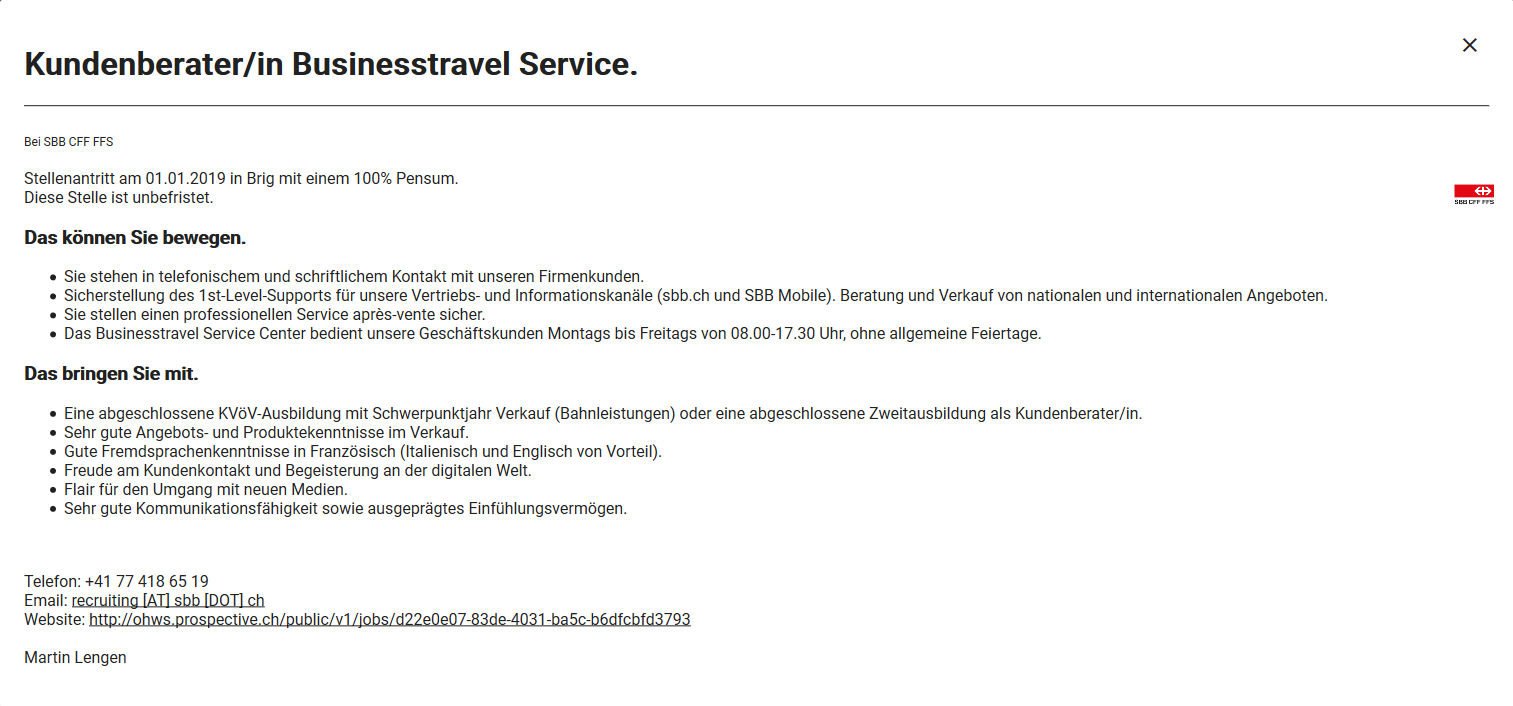 Kundenberater/in Businesstravel Service.
Bei SBB CFF FFS
Stellenantritt am 01.01.2019 in Brig mit einem 100% Pensum.
Diese Stelle ist unbefristet.
SBB CFF FFS
Das können Sie bewegen.
• Sie stehen in telefonischem und schriftlichem Kontakt mit unseren Firmenkunden.
• Sicherstellung des 1st-Level-Supports für unsere Vertriebs- und Informationskanäle (sbb.ch und SBB Mobile). Beratung und Verkauf von nationalen und internationalen Angeboten.
• Sie stellen einen professionellen Service après-vente sicher.
• Das Businesstravel Service Center bedient unsere Geschäftskunden Montags bis Freitags von 08.00-17.30 Uhr, ohne allgemeine Feiertage.
Das bringen Sie mit.
• Eine abgeschlossene KVöV-Ausbildung mit Schwerpunktjahr Verkauf (Bahnleistungen) oder eine abgeschlossene Zweitausbildung als Kundenberater/in.
• Sehr gute Angebots- und Produktekenntnisse im Verkauf.
• Gute Fremdsprachenkenntnisse in Französisch (Italienisch und Englisch von Vorteil).
• Freude am Kundenkontakt und Begeisterung an der digitalen Welt.
• Flair für den Umgang mit neuen Medien.
• Sehr gute Kommunikationsfähigkeit sowie ausgeprägtes Einfühlungsvermögen.
Telefon: +41 77 418 65 19
Email: recruiting [AT] sbb [DOT] ch
Website: http://ohws.prospective.ch/public/v1/jobs/d22e0e07-83de-4031-ba5c-b6dfcbfd3793
Martin Lengen